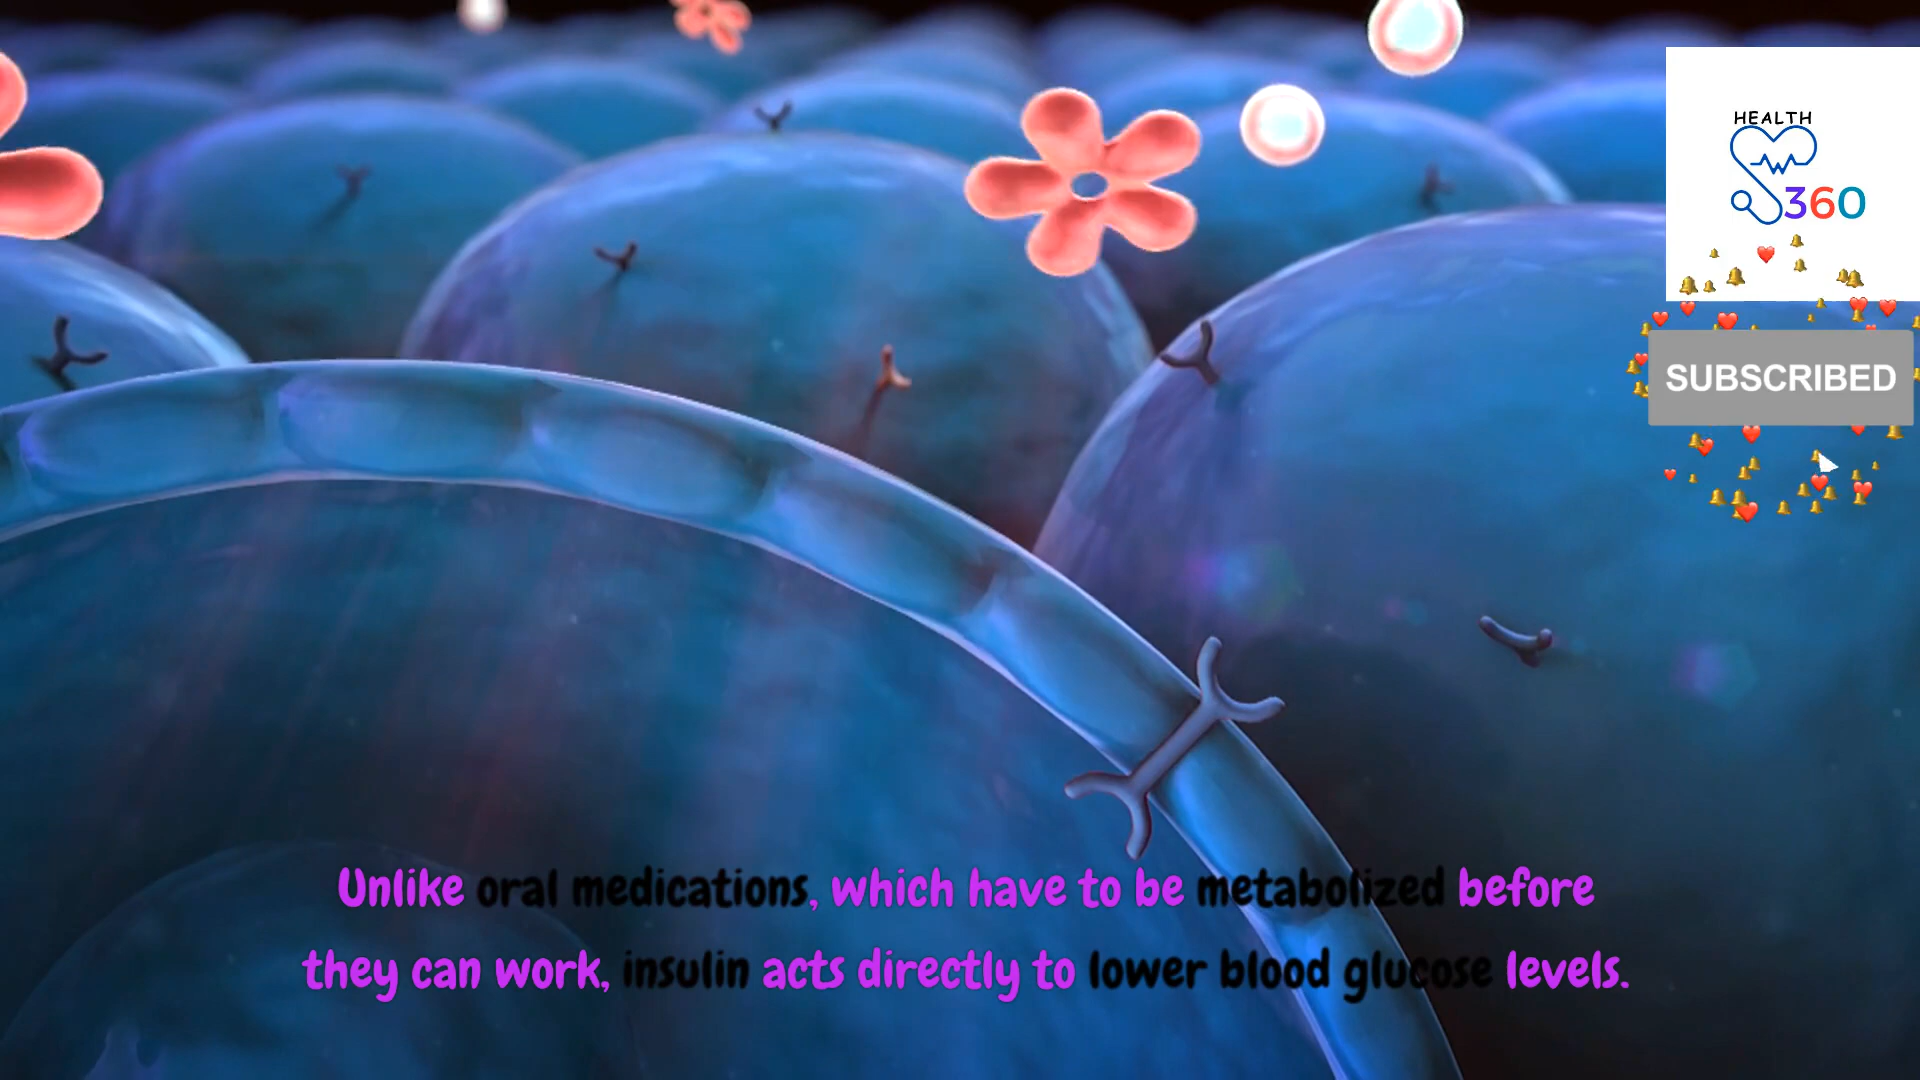 HEALTH
360
SUBSCRIBED
Unlike oral medications, which have to be metabolized before
they can work, insulin acts directly to lower blood glucose levels.